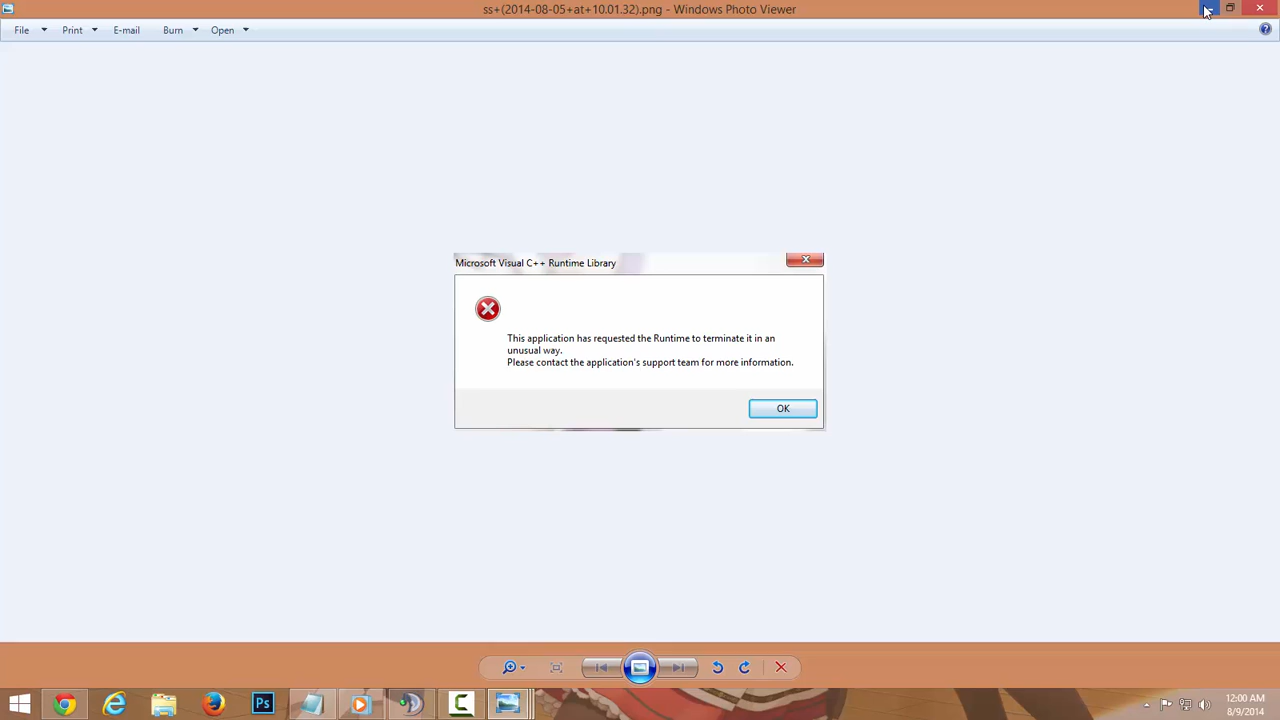 ss+(2014-08-05+at+10.01.32).png - Windows Photo Viewer
File Print E-mail Burn Open
Microsoft Visual C++ Runtime Library
This application has requested the Runtime to terminate it in an
unusual way.
Please contact the application's support team for more information.
OK
Ps
12:00 AM
8/9/2014